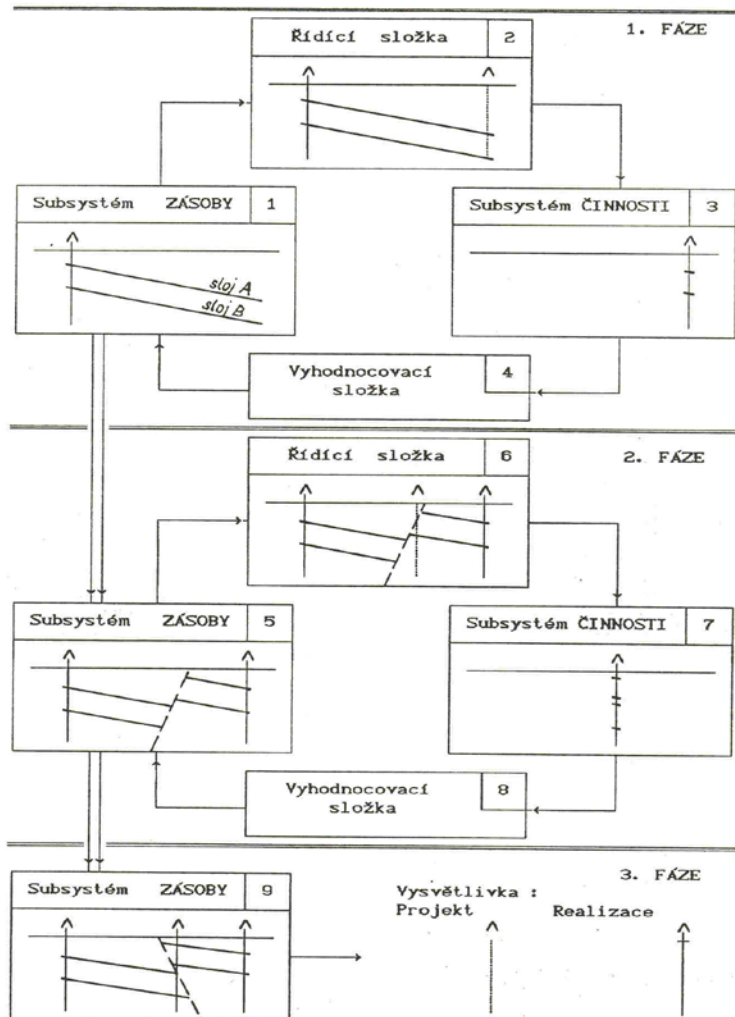 1. FÁZE
Řídící složka 2
Subsystém ZÁSOBY 1
sloj A
sloj B
Subsystém ČINNOSTI 3
Vyhodnocovací 4
složka
2. FÁZE
Řídící složka 6
Subsystém ZÁSOBY 5
Subsystém ČINNOSTI 7
Vyhodnocovací 8
složka
3. FÁZE
Subsystém ZÁSOBY 9
Vysvětlivka :
Projekt Realizace